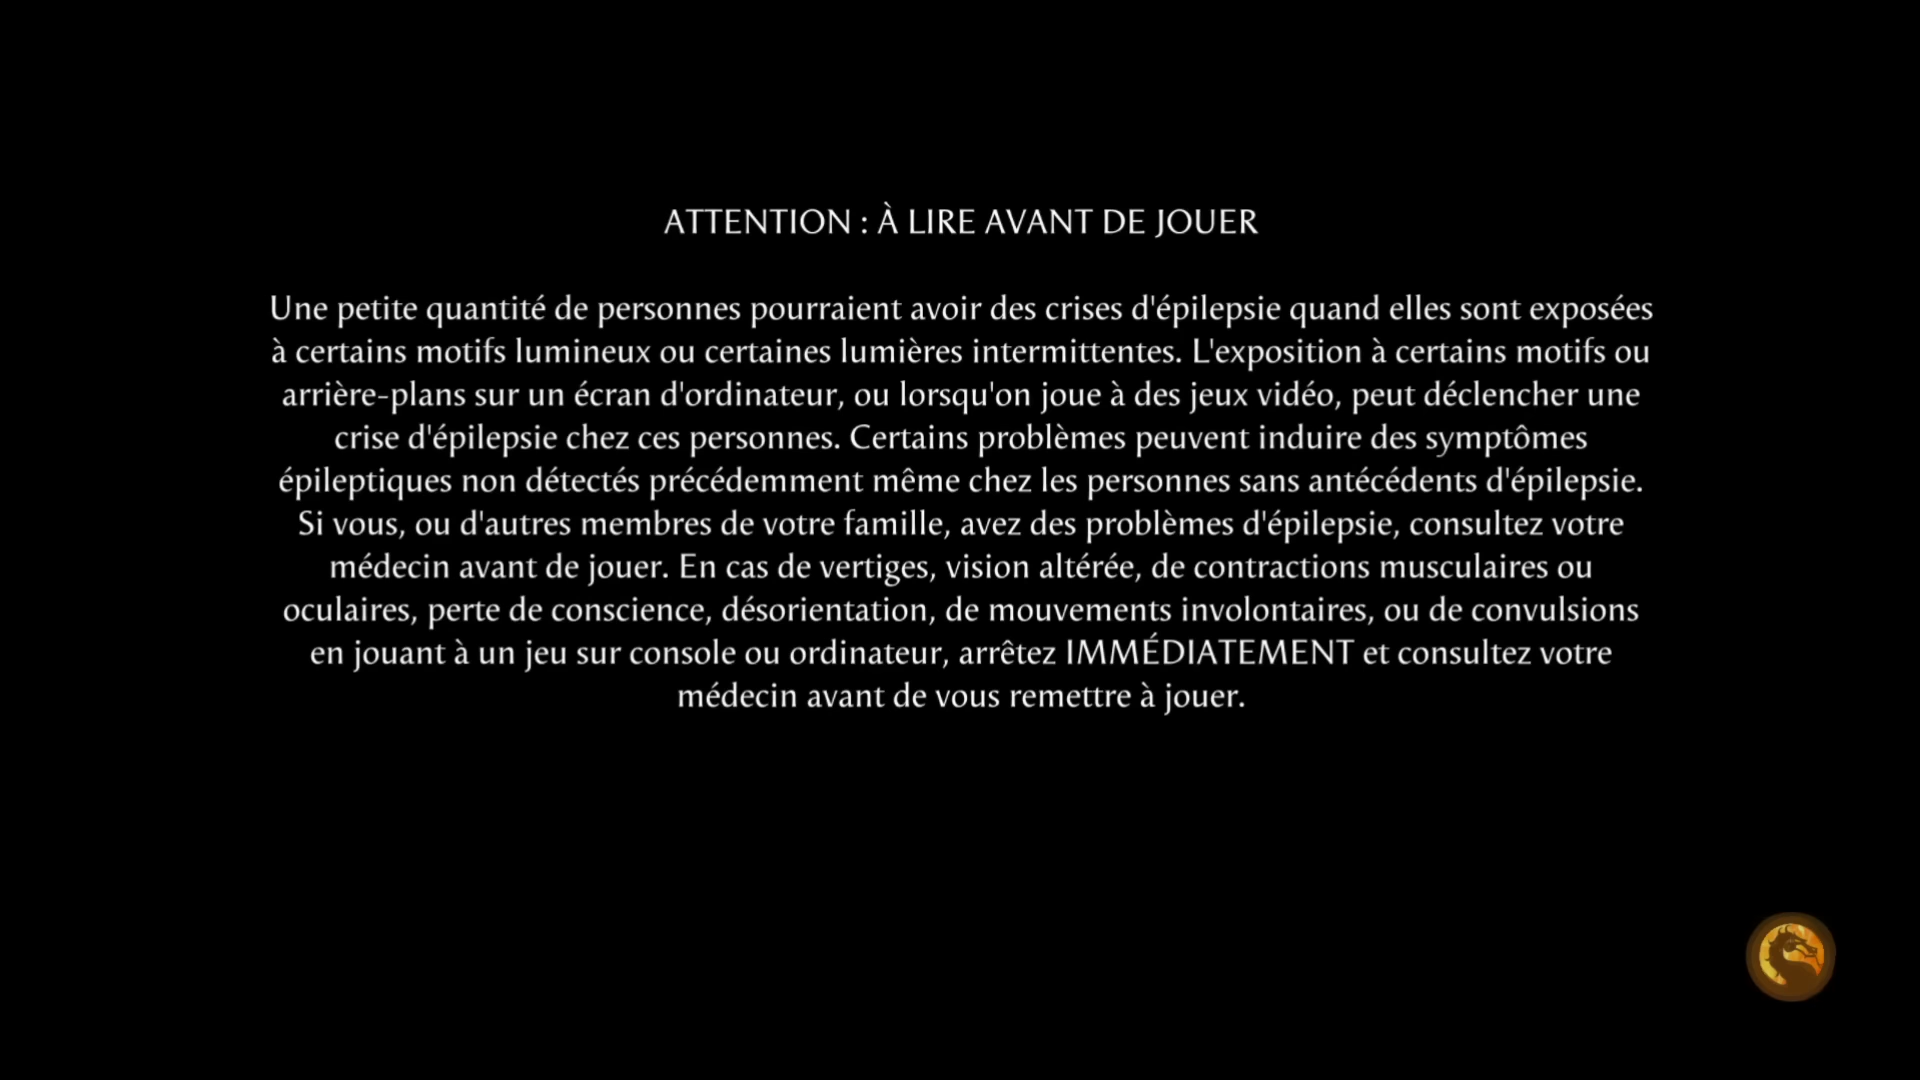 ATTENTION : À LIRE AVANT DE JOUER
Une petite quantité de personnes pourraient avoir des crises d'épilepsie quand elles sont exposées
à certains motifs lumineux ou certaines lumières intermittentes. L'exposition à certains motifs ou
arrière-plans sur un écran d'ordinateur, ou lorsqu'on joue à des jeux vidéo, peut déclencher une
crise d'épilepsie chez ces personnes. Certains problèmes peuvent induire des symptômes
épileptiques non détectés précédemment même chez les personnes sans antécédents d'épilepsie.
Si vous, ou d'autres membres de votre famille, avez des problèmes d'épilepsie, consultez votre
médecin avant de jouer. En cas de vertiges, vision altérée, de contractions musculaires ou
oculaires, perte de conscience, désorientation, de mouvements involontaires, ou de convulsions
en jouant à un jeu sur console ou ordinateur, arrêtez IMMÉDIATEMENT et consultez votre
médecin avant de vous remettre à jouer.